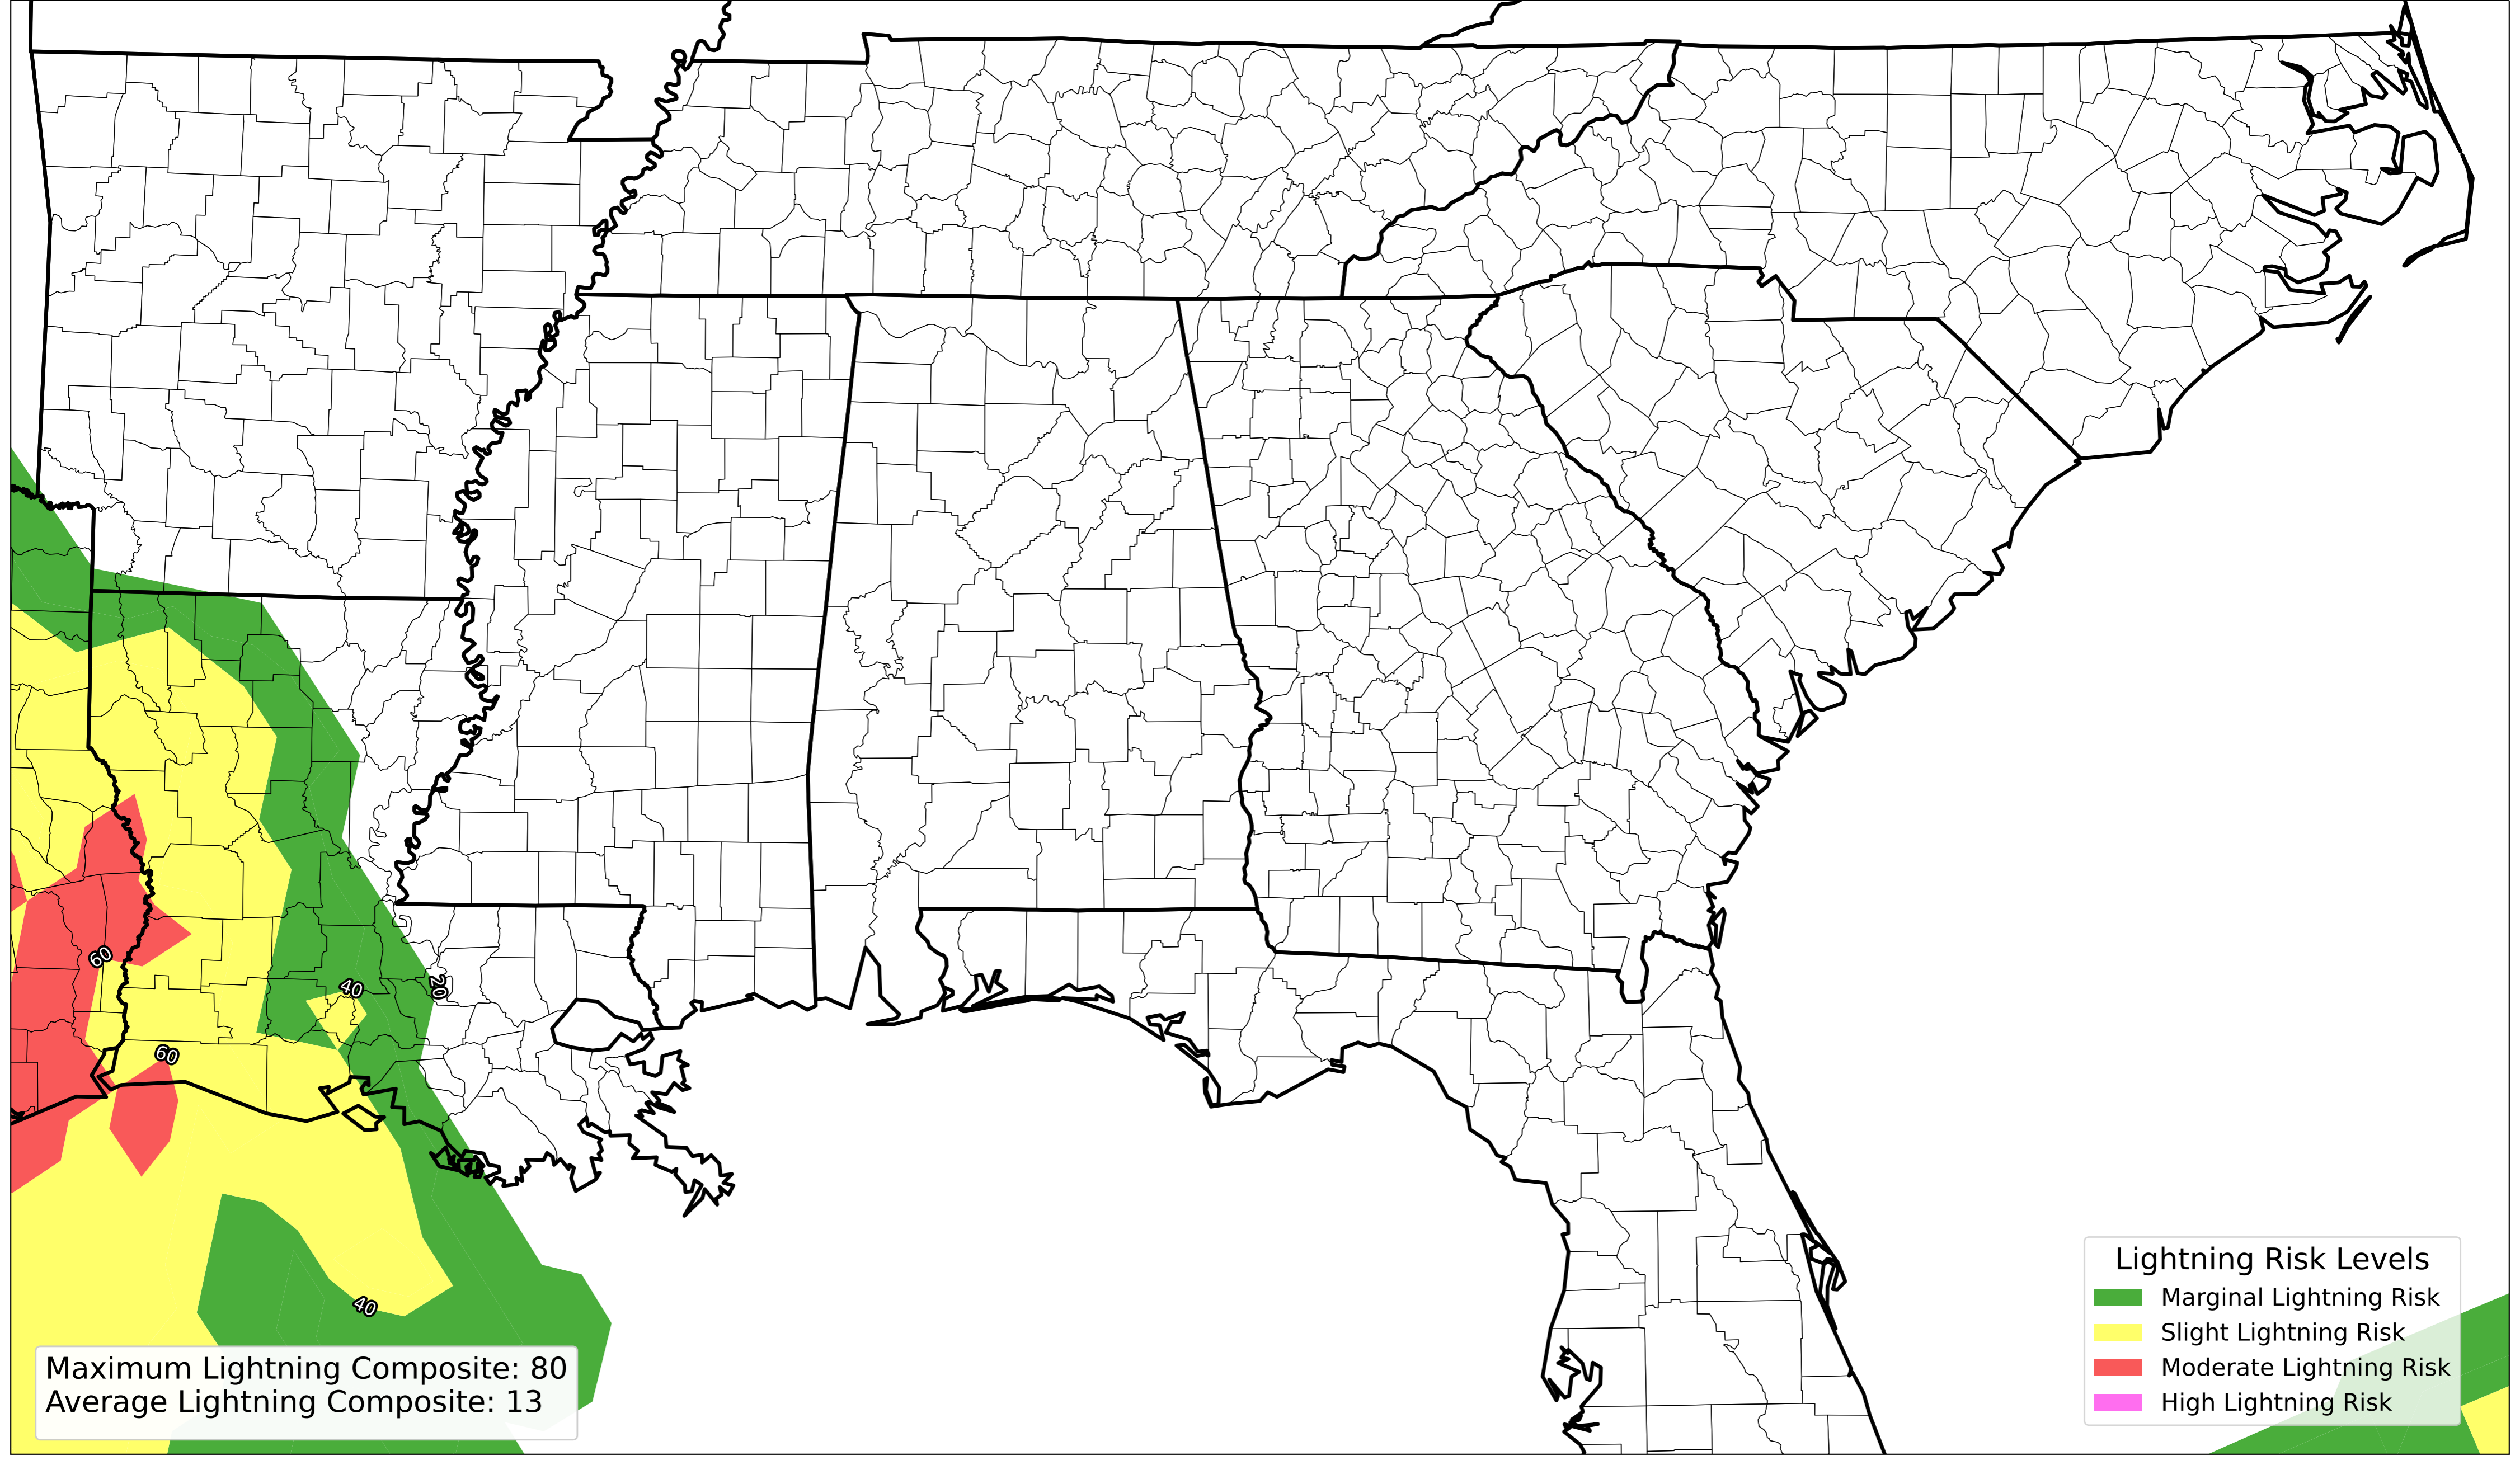 60
40
20
60
40
Maximum Lightning Composite: 80
Average Lightning Composite: 13
Lightning Risk Levels
Marginal Lightning Risk
Slight Lightning Risk
Moderate Lightning Risk
High Lightning Risk